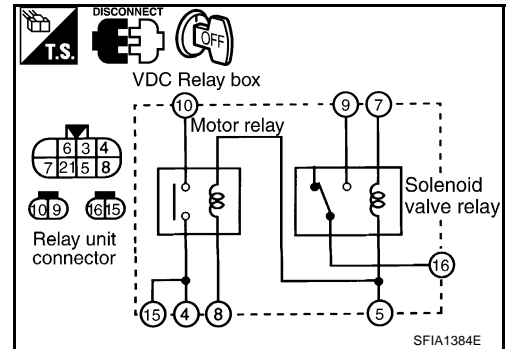 T.S.
DISCONNECT
OFF
VDC Relay box
10
9
7
Motor relay
6 3 4
7 2 1 5 8
10 9
16 15
Relay unit
connector
Solenoid
valve relay
16
15
4
8
5
SFIA1384E